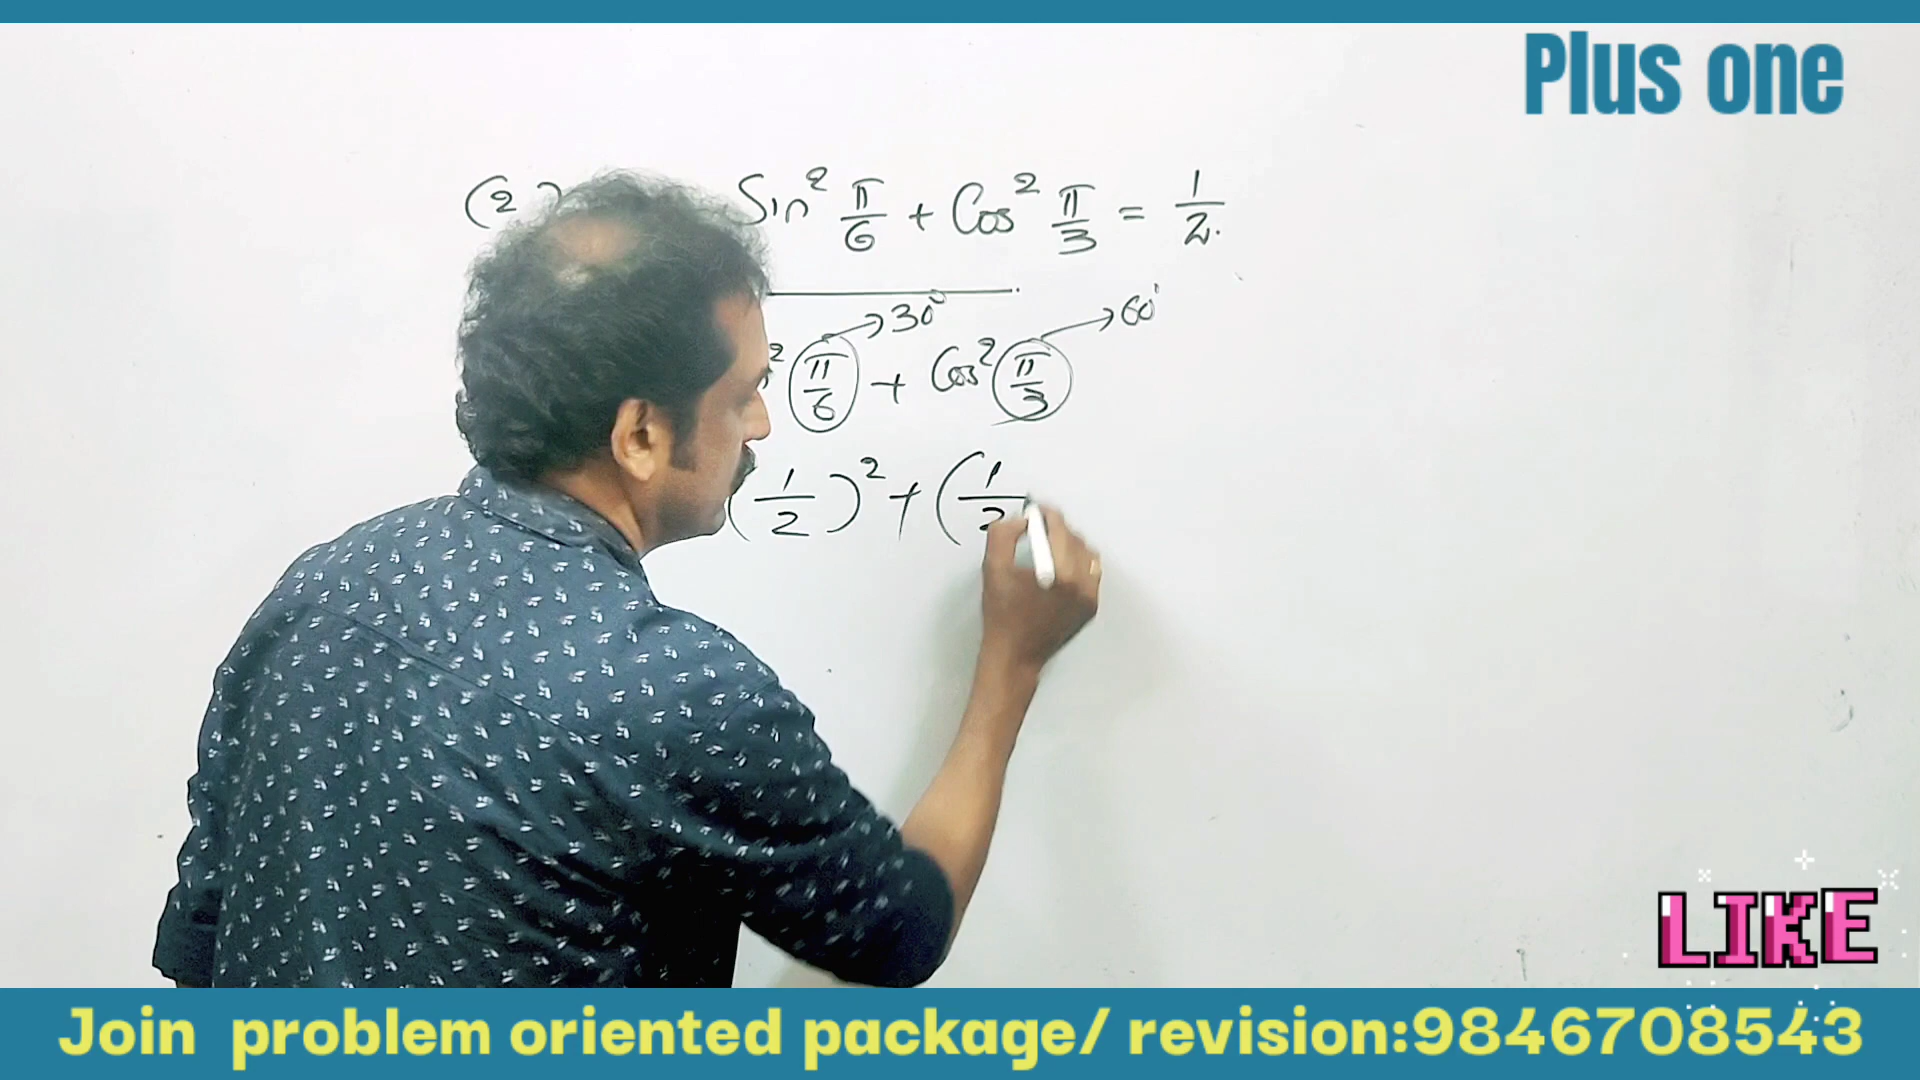 Plus one
(2) Sin² π/6 + Cos² π/3 = 1/2.
→ 30° → 60°
² π/6 + Cos² π/3
(1/2)² + (1/2
LIKE
Join problem oriented package/ revision:9846708543